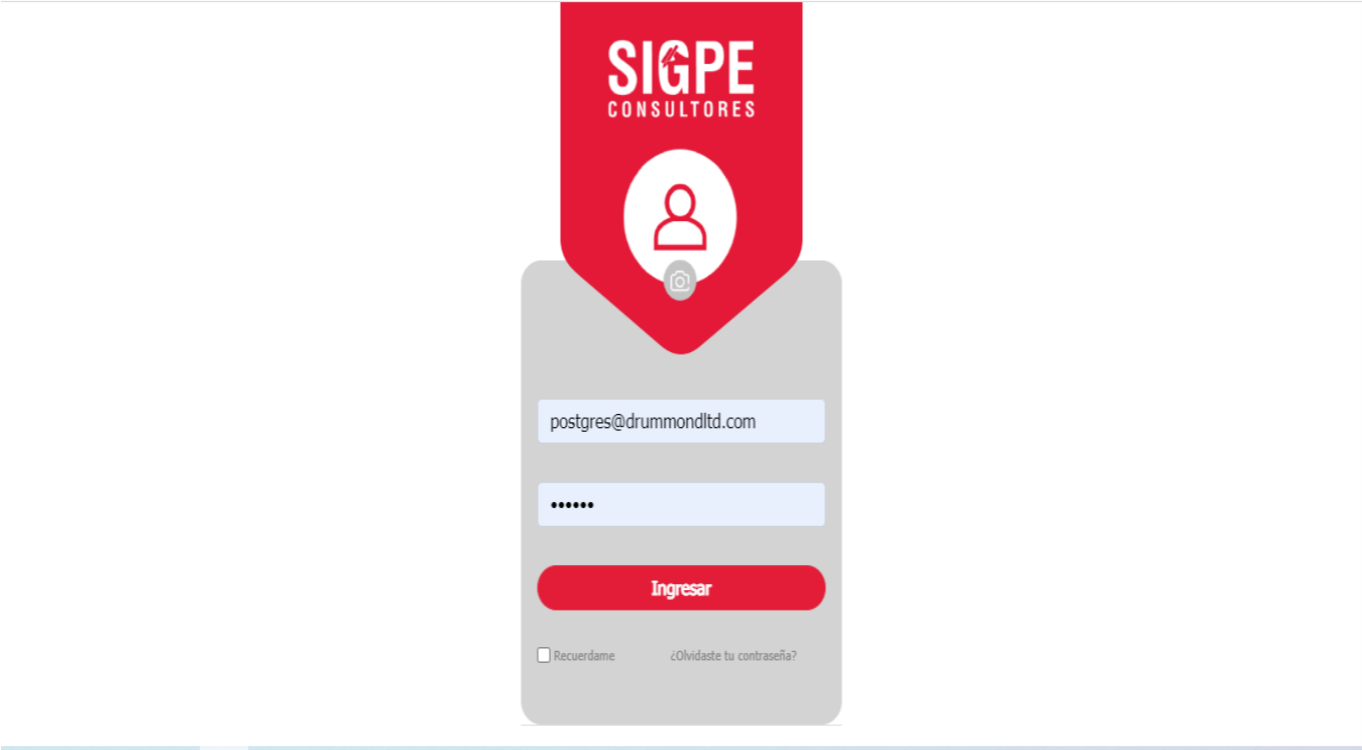 SIGPE
CONSULTORES
postgres@drummondltd.com
••••••
Ingresar
Recuerdame
¿Olvidaste tu contraseña?